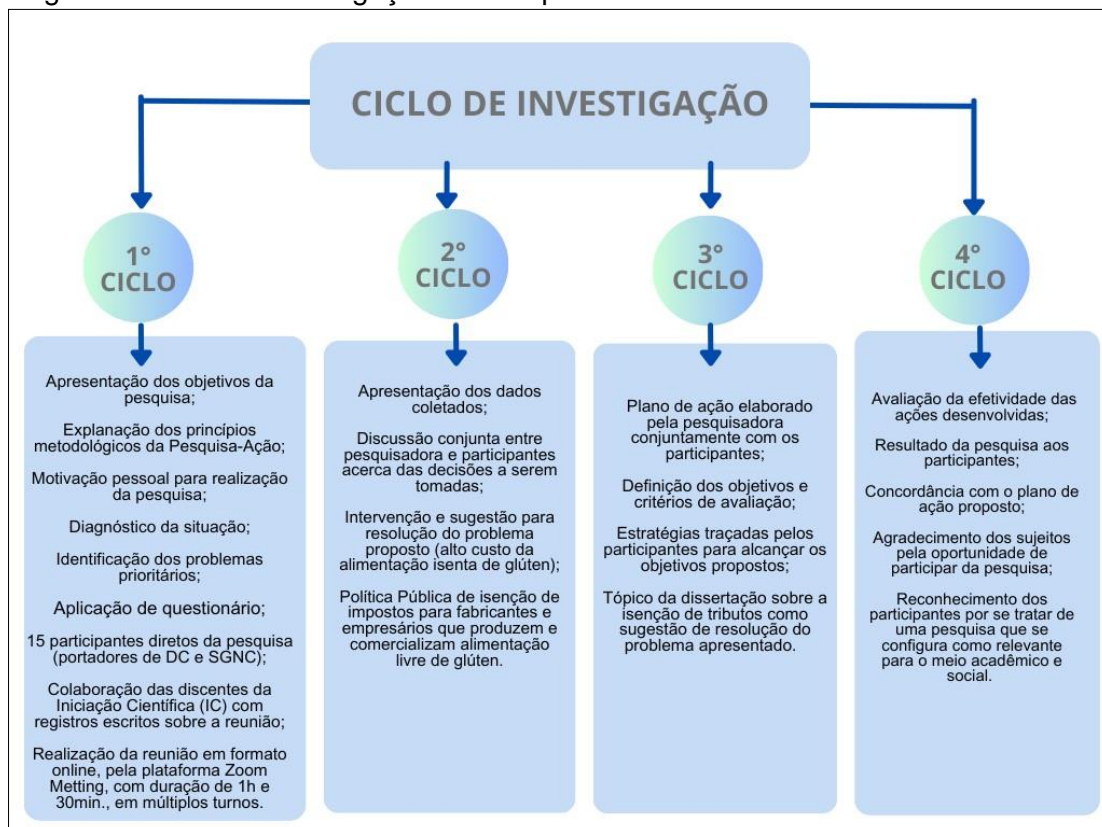 CICLO DE INVESTIGAÇÃO
1°
CICLO
Apresentação dos objetivos da
pesquisa;
Explanação dos princípios
metodológicos da Pesquisa-Ação;
Motivação pessoal para realização
da pesquisa;
Diagnóstico da situação;
Identificação dos problemas
prioritários;
Aplicação de questionário;
15 participantes diretos da pesquisa
(portadores de DC e SGNC);
Colaboração das discentes da
Iniciação Científica (IC) com
registros escritos sobre a reunião;
Realização da reunião em formato
online, pela plataforma Zoom
Metting, com duração de 1h e
30min., em múltiplos turnos.
2°
CICLO
Apresentação dos dados
coletados;
Discussão conjunta entre
pesquisadora e participantes
acerca das decisões a serem
tomadas;
Intervenção e sugestão para
resolução do problema
proposto (alto custo da
alimentação isenta de glúten);
Política Pública de isenção de
impostos para fabricantes e
empresários que produzem e
comercializam alimentação
livre de glúten.
3°
CICLO
Plano de ação elaborado
pela pesquisadora
conjuntamente com os
participantes;
Definição dos objetivos e
critérios de avaliação;
Estratégias traçadas pelos
participantes para alcançar os
objetivos propostos;
Tópico da dissertação sobre a
isenção de tributos como
sugestão de resolução do
problema apresentado.
4°
CICLO
Avaliação da efetividade das
ações desenvolvidas;
Resultado da pesquisa aos
participantes;
Concordância com o plano de
ação proposto;
Agradecimento dos sujeitos
pela oportunidade de
participar da pesquisa;
Reconhecimento dos
participantes por se tratar de
uma pesquisa que se
configura como relevante
para o meio acadêmico e
social.